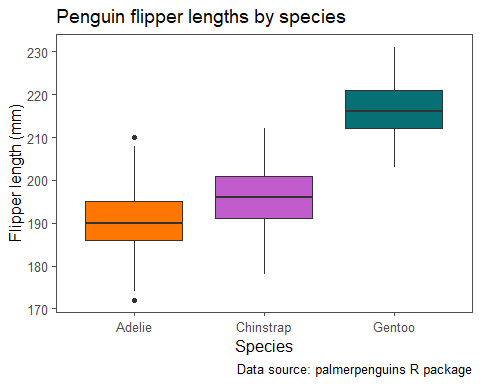 Penguin flipper lengths by species
Flipper length (mm)
230
220
210
200
190
180
170
Adelie
Chinstrap
Gentoo
Species
Data source: palmerpenguins R package